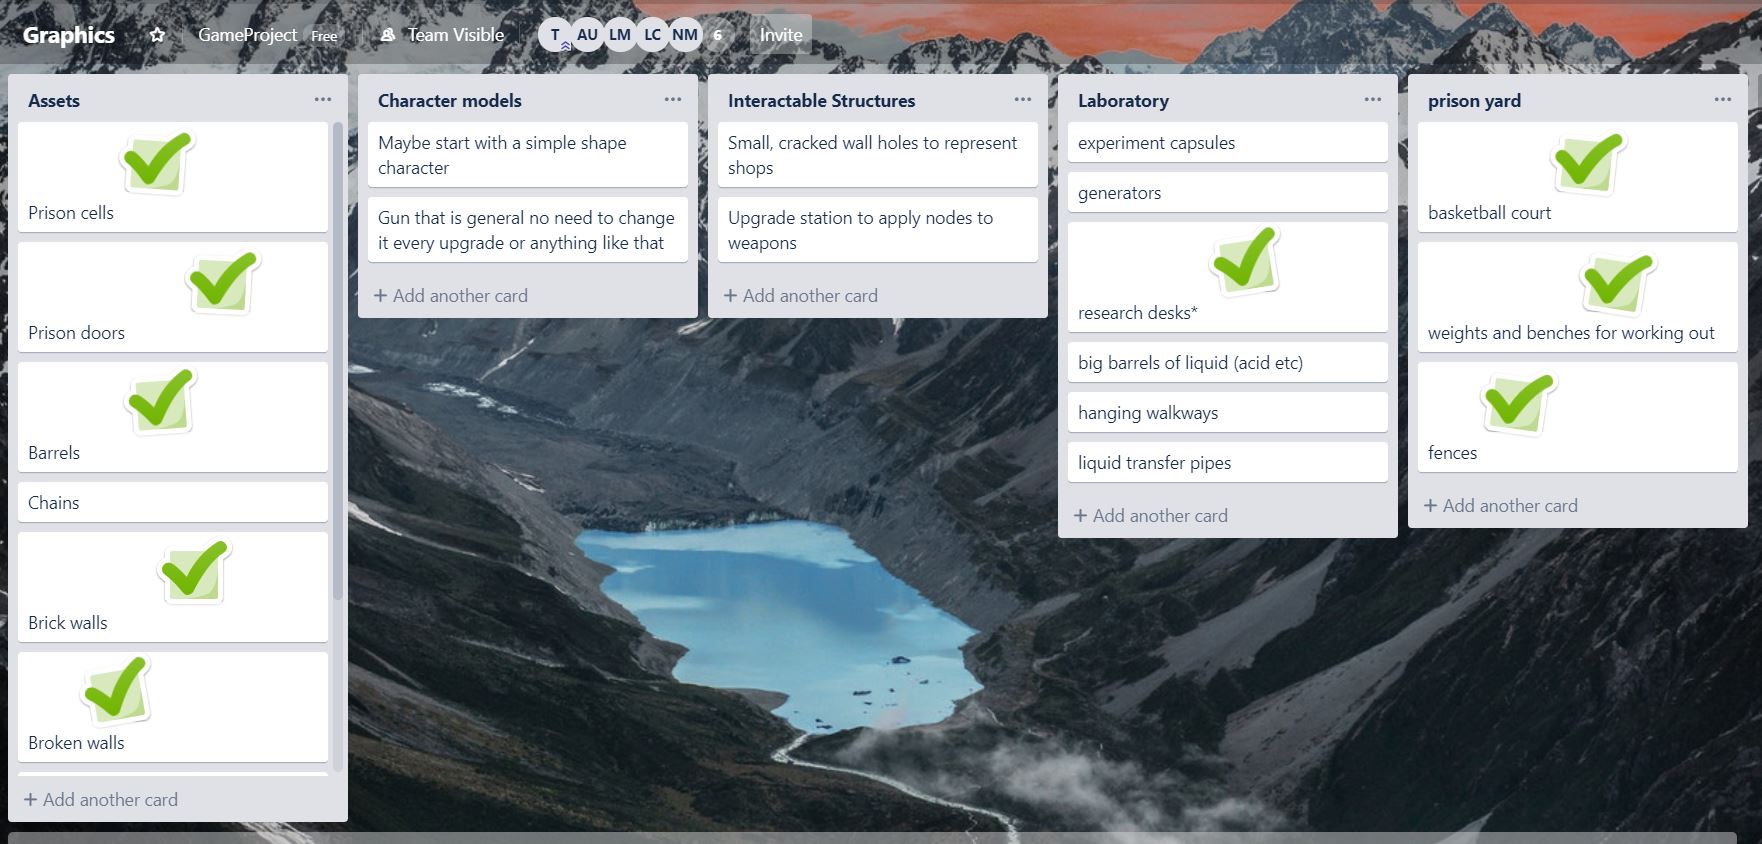 Graphics GameProject Free Team Visible T AU LM LC NM 6 Invite
Assets
Prison cells
Prison doors
Barrels
Chains
Brick walls
Broken walls
+ Add another card
Character models
Maybe start with a simple shape
character
Gun that is general no need to change
it every upgrade or anything like that
+ Add another card
Interactable Structures
Small, cracked wall holes to represent
shops
Upgrade station to apply nodes to
weapons
+ Add another card
Laboratory
experiment capsules
generators
research desks*
big barrels of liquid (acid etc)
hanging walkways
liquid transfer pipes
+ Add another card
prison yard
basketball court
weights and benches for working out
fences
+ Add another card